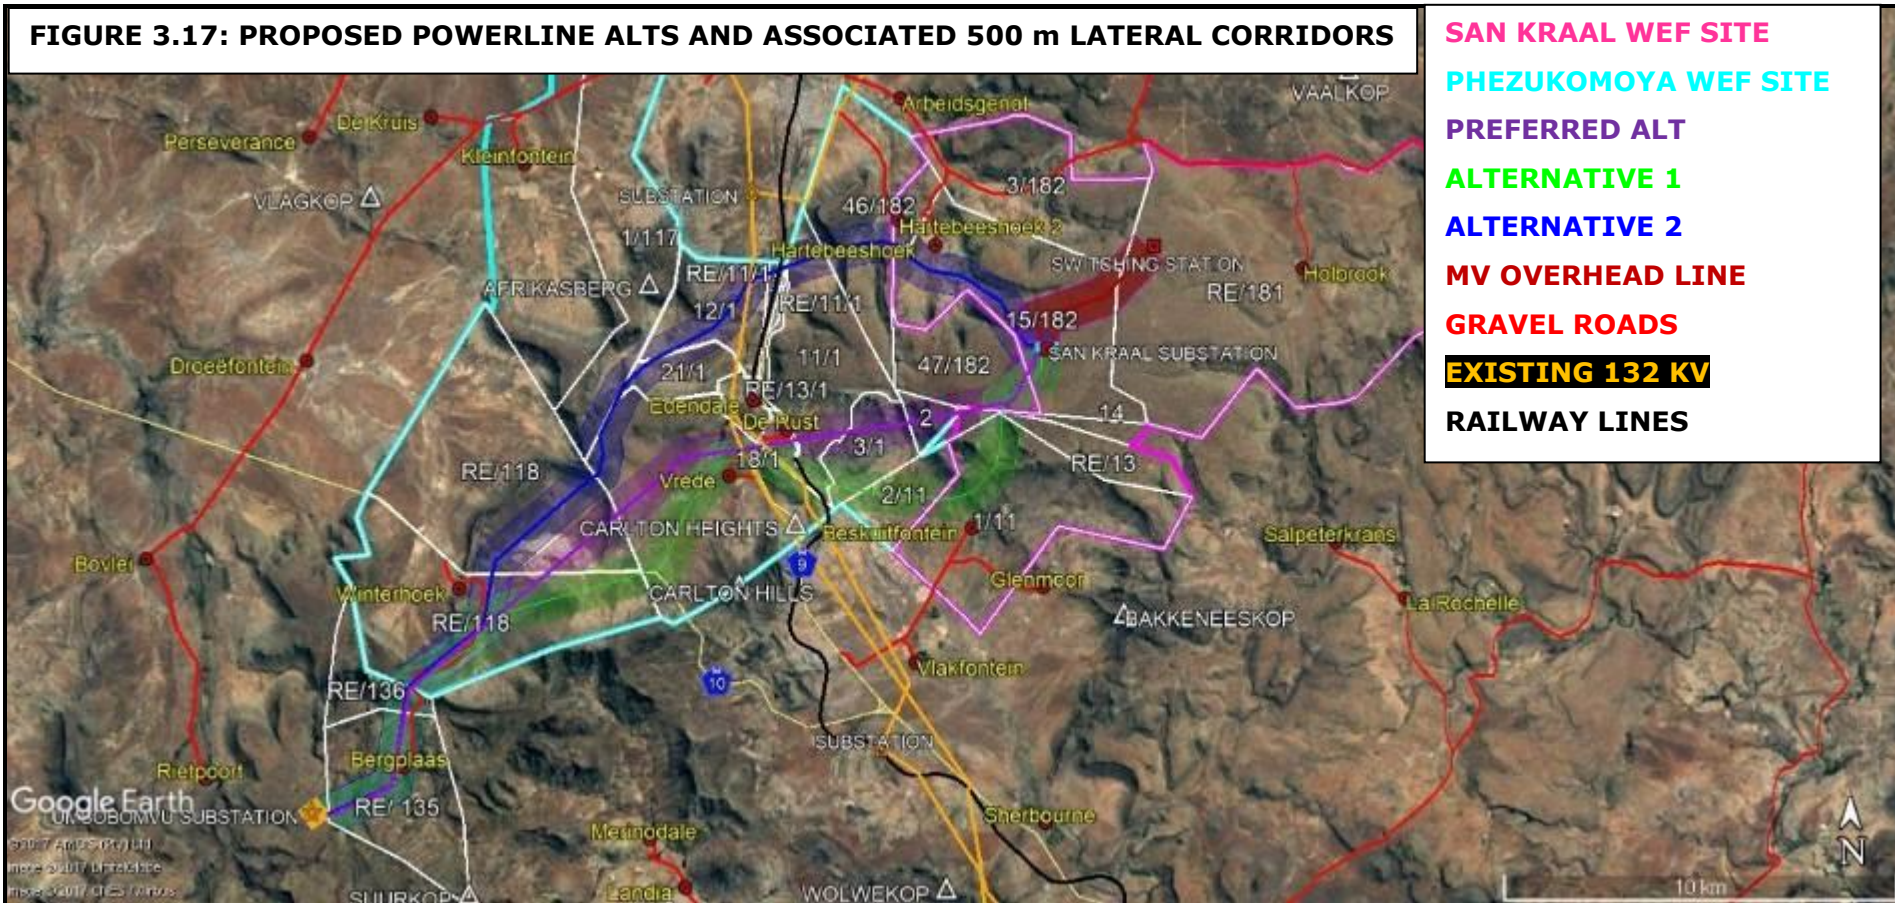 FIGURE 3.17: PROPOSED POWERLINE ALTS AND ASSOCIATED 500 m LATERAL CORRIDORS
SAN KRAAL WEF SITE
PHEZUKOMOYA WEF SITE
PREFERRED ALT
ALTERNATIVE 1
ALTERNATIVE 2
MV OVERHEAD LINE
GRAVEL ROADS
EXISTING 132 KV
RAILWAY LINES
VAALKOP
Arbeidsgenot
De Kruis
Perseverance
Kleinfontein
VLAGKOP
SUBSTATION
3/182
46/182
Hartebeeshoek 2
1/117
Hartebeeshoek
SWITCHING STATION
RE/11/1
Holbrook
AFRIKASBERG
RE/181
RE/11/1
12/1
15/182
11/1
SAN KRAAL SUBSTATION
Droeëfontein
47/182
21/1
RE/13/1
Edendale
De Rust
2
14
3/1
18/1
RE/13
RE/118
Vrede
2/11
CARLTON HEIGHTS
1/11
Beskuitfontein
Salpeterkrans
Bovlei
9
Glenmoor
Winterhoek
CARLTON HILLS
La Rochelle
RE/118
BAKKENEESKOP
Vlakfontein
10
RE/136
SUBSTATION
Bergplaas
Rietpoort
Google Earth
UMSOBOMVU SUBSTATION
RE/ 135
Sherbourne
Merinodale
N
10 km
SUURKOP
Landia
WOLWEKOP